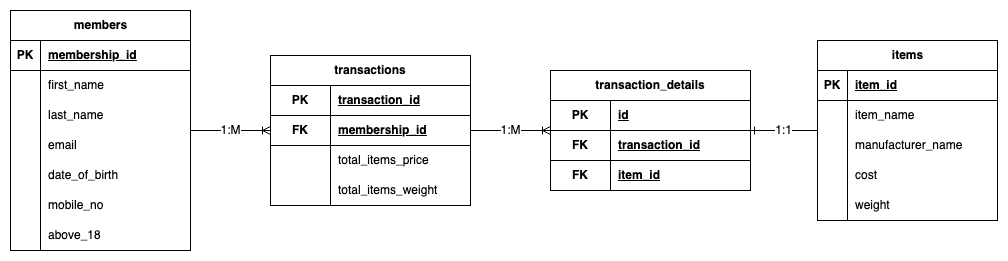 members
PK membership_id
first_name
last_name
email
date_of_birth
mobile_no
above_18
1:M
transactions
PK transaction_id
FK membership_id
total_items_price
total_items_weight
1:M
transaction_details
PK id
FK transaction_id
FK item_id
1:1
items
PK item_id
item_name
manufacturer_name
cost
weight